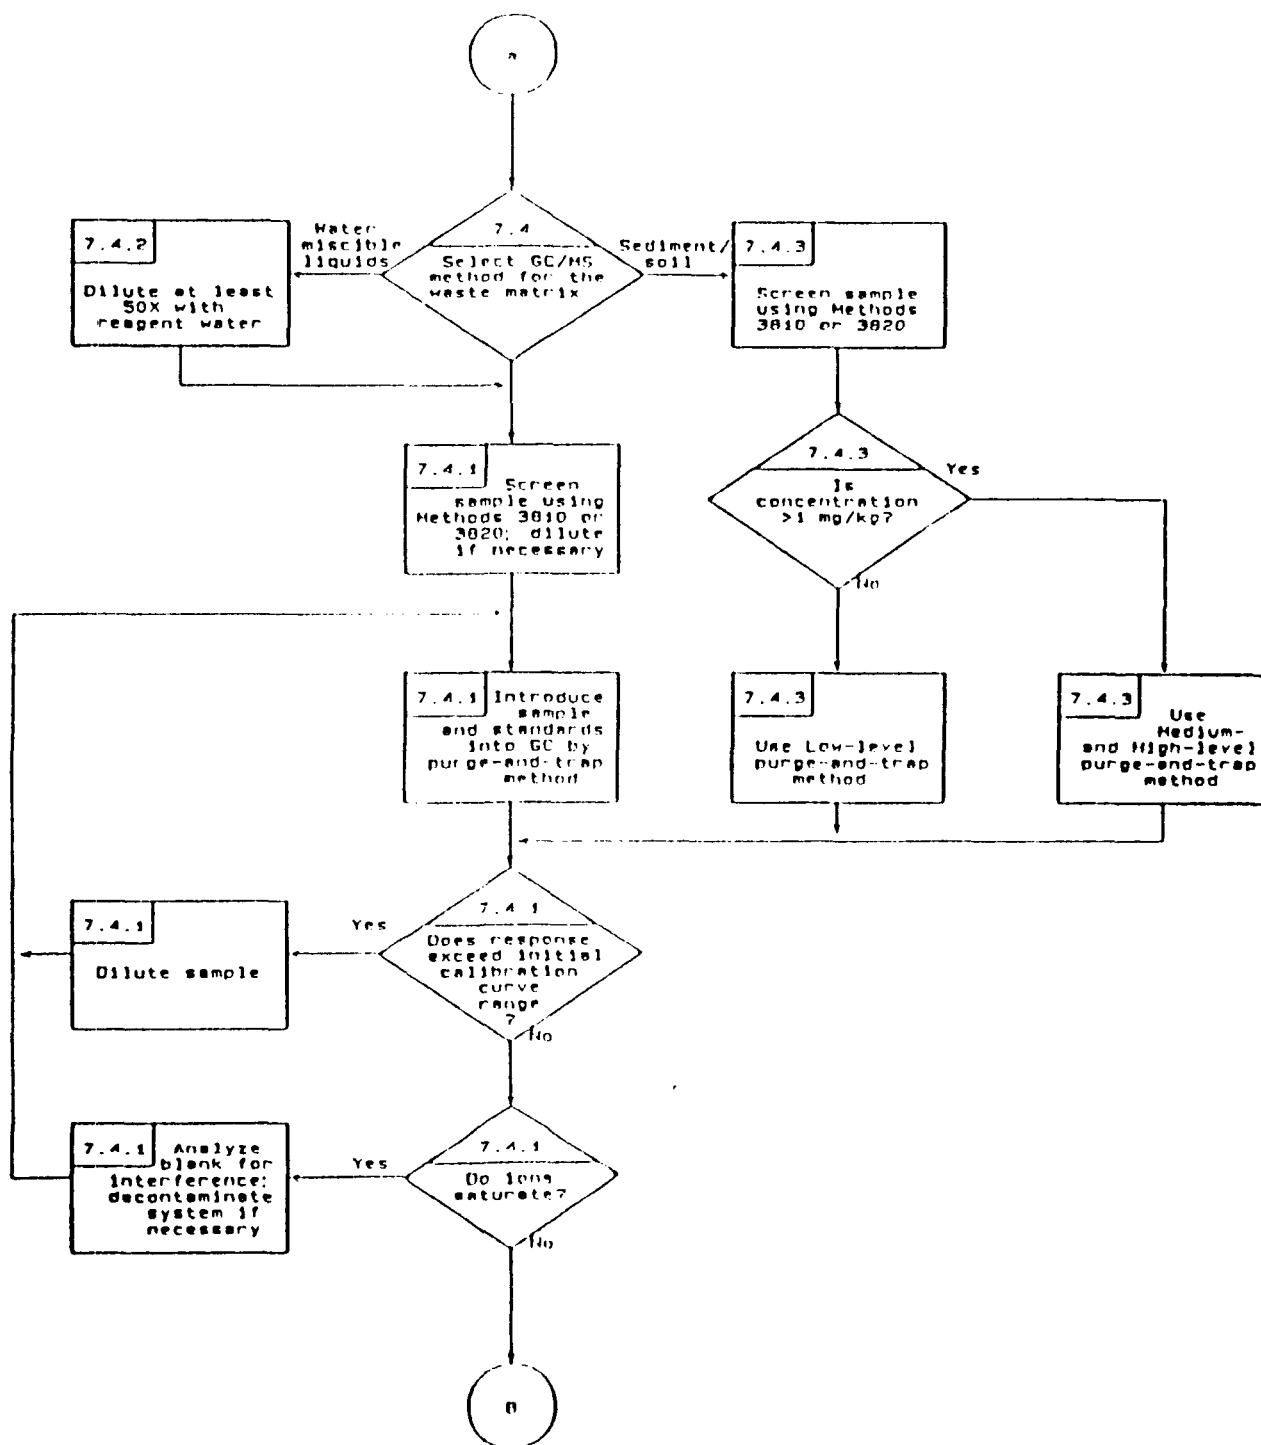 7.4
Select GC/MS
method for the
waste matrix
Water
miscible
liquids
Sediment/
soil
7.4.2
Dilute at least
50X with
reagent water
7.4.3
Screen sample
using Methods
3810 or 3820
7.4.1
Screen
sample using
Methods 3810 or
3820; dilute
if necessary
7.4.3
Is
concentration
>1 mg/kg?
Yes
No
7.4.1
Introduce
sample
and standards
into GC by
purge-and-trap
method
7.4.3
Use Low-level
purge-and-trap
method
7.4.3
Use
Medium-
and High-level
purge-and-trap
method
7.4.1
Does response
exceed initial
calibration
curve
range
?
Yes
No
7.4.1
Dilute sample
7.4.1
Do ions
saturate?
Yes
No
7.4.1
Analyze
blank for
interference;
decontaminate
system if
necessary